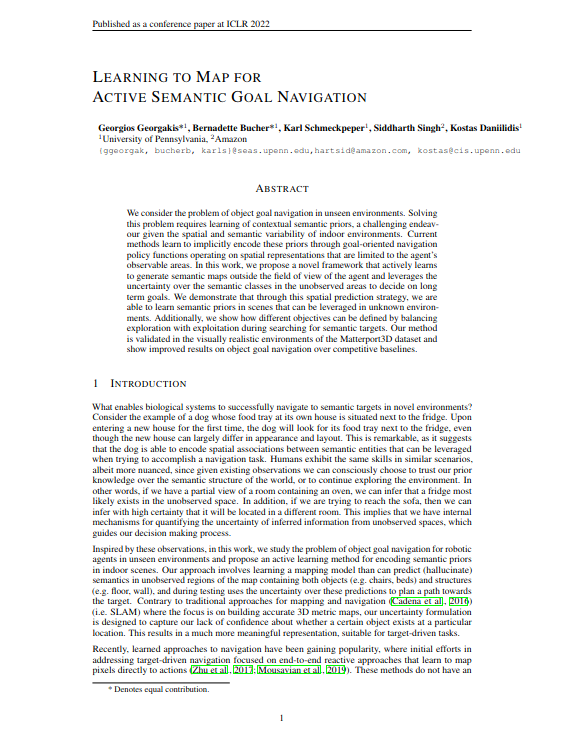 Published as a conference paper at ICLR 2022
LEARNING TO MAP FOR
ACTIVE SEMANTIC GOAL NAVIGATION
Georgios Georgakis*1, Bernadette Bucher*1, Karl Schmeckpeper1, Siddharth Singh2, Kostas Daniilidis1
1University of Pennsylvania, 2Amazon
{ggeorgak, bucherb, karls}@seas.upenn.edu,hartsid@amazon.com, kostas@cis.upenn.edu
ABSTRACT
We consider the problem of object goal navigation in unseen environments. Solving
this problem requires learning of contextual semantic priors, a challenging endeav-
our given the spatial and semantic variability of indoor environments. Current
methods learn to implicitly encode these priors through goal-oriented navigation
policy functions operating on spatial representations that are limited to the agent's
observable areas. In this work, we propose a novel framework that actively learns
to generate semantic maps outside the field of view of the agent and leverages the
uncertainty over the semantic classes in the unobserved areas to decide on long
term goals. We demonstrate that through this spatial prediction strategy, we are
able to learn semantic priors in scenes that can be leveraged in unknown environ-
ments. Additionally, we show how different objectives can be defined by balancing
exploration with exploitation during searching for semantic targets. Our method
is validated in the visually realistic environments of the Matterport3D dataset and
show improved results on object goal navigation over competitive baselines.
1 INTRODUCTION
What enables biological systems to successfully navigate to semantic targets in novel environments?
Consider the example of a dog whose food tray at its own house is situated next to the fridge. Upon
entering a new house for the first time, the dog will look for its food tray next to the fridge, even
though the new house can largely differ in appearance and layout. This is remarkable, as it suggests
that the dog is able to encode spatial associations between semantic entities that can be leveraged
when trying to accomplish a navigation task. Humans exhibit the same skills in similar scenarios,
albeit more nuanced, since given existing observations we can consciously choose to trust our prior
knowledge over the semantic structure of the world, or to continue exploring the environment. In
other words, if we have a partial view of a room containing an oven, we can infer that a fridge most
likely exists in the unobserved space. In addition, if we are trying to reach the sofa, then we can
infer with high certainty that it will be located in a different room. This implies that we have internal
mechanisms for quantifying the uncertainty of inferred information from unobserved spaces, which
guides our decision making process.
Inspired by these observations, in this work, we study the problem of object goal navigation for robotic
agents in unseen environments and propose an active learning method for encoding semantic priors
in indoor scenes. Our approach involves learning a mapping model than can predict (hallucinate)
semantics in unobserved regions of the map containing both objects (e.g. chairs, beds) and structures
(e.g. floor, wall), and during testing uses the uncertainty over these predictions to plan a path towards
the target. Contrary to traditional approaches for mapping and navigation (Cadena et al., 2016)
(i.e. SLAM) where the focus is on building accurate 3D metric maps, our uncertainty formulation
is designed to capture our lack of confidence about whether a certain object exists at a particular
location. This results in a much more meaningful representation, suitable for target-driven tasks.
Recently, learned approaches to navigation have been gaining popularity, where initial efforts in
addressing target-driven navigation focused on end-to-end reactive approaches that learn to map
pixels directly to actions (Zhu et al., 2017; Mousavian et al., 2019). These methods do not have an
* Denotes equal contribution.
1